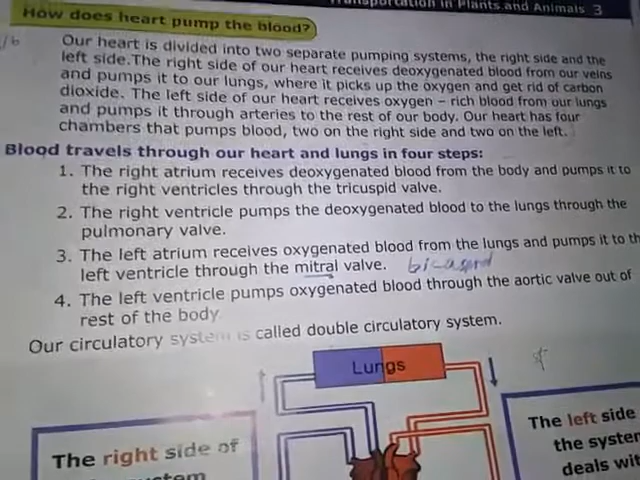 Transportation in Plants and Animals 3
How does heart pump the blood?
Our heart is divided into two separate pumping systems, the right side and the
left side.The right side of our heart receives deoxygenated blood from our veins
and pumps it to our lungs, where it picks up the oxygen and get rid of carbon
dioxide. The left side of our heart receives oxygen – rich blood from our lungs
and pumps it through arteries to the rest of our body. Our heart has four
chambers that pumps blood, two on the right side and two on the left.
Blood travels through our heart and lungs in four steps:
1. The right atrium receives deoxygenated blood from the body and pumps it to
the right ventricles through the tricuspid valve.
2. The right ventricle pumps the deoxygenated blood to the lungs through the
pulmonary valve.
3. The left atrium receives oxygenated blood from the lungs and pumps it to th
left ventricle through the mitral valve.
4. The left ventricle pumps oxygenated blood through the aortic valve out of
rest of the body
Our circulatory system is called double circulatory system.
Lungs
The right side of
The left side
the system
deals wit